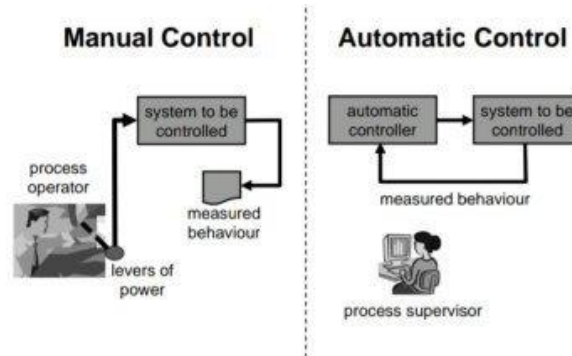 Manual Control
system to be
controlled
process
operator
measured
behaviour
levers of
power
Automatic Control
automatic
controller
system to be
controlled
measured behaviour
process supervisor